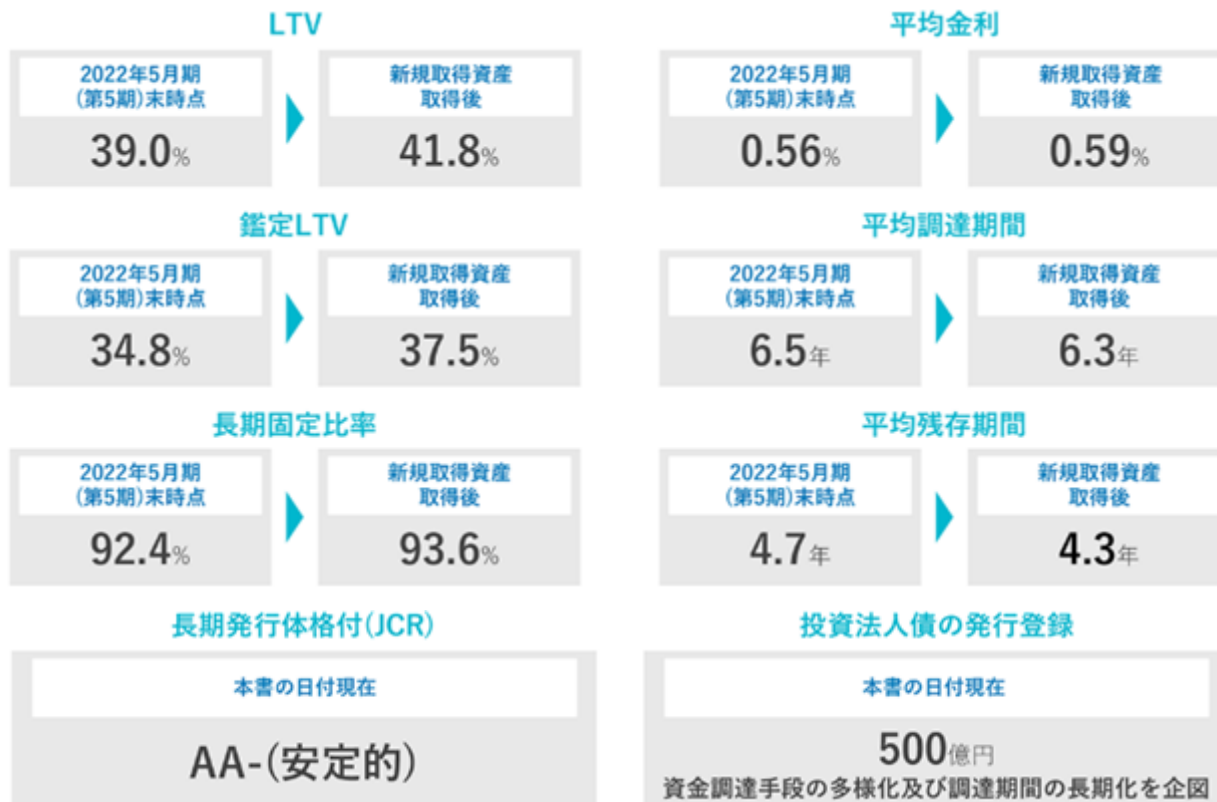 LTV
2022年5月期
(第5期)末時点
39.0%
新規取得資産
取得後
41.8%
平均金利
2022年5月期
(第5期)末時点
0.56%
新規取得資産
取得後
0.59%
鑑定LTV
2022年5月期
(第5期)末時点
34.8%
新規取得資産
取得後
37.5%
平均調達期間
2022年5月期
(第5期)末時点
6.5年
新規取得資産
取得後
6.3年
長期固定比率
2022年5月期
(第5期)末時点
92.4%
新規取得資産
取得後
93.6%
平均残存期間
2022年5月期
(第5期)末時点
4.7年
新規取得資産
取得後
4.3年
長期発行体格付(JCR)
本書の日付現在
AA-(安定的)
投資法人債の発行登録
本書の日付現在
500億円
資金調達手段の多様化及び調達期間の長期化を企図